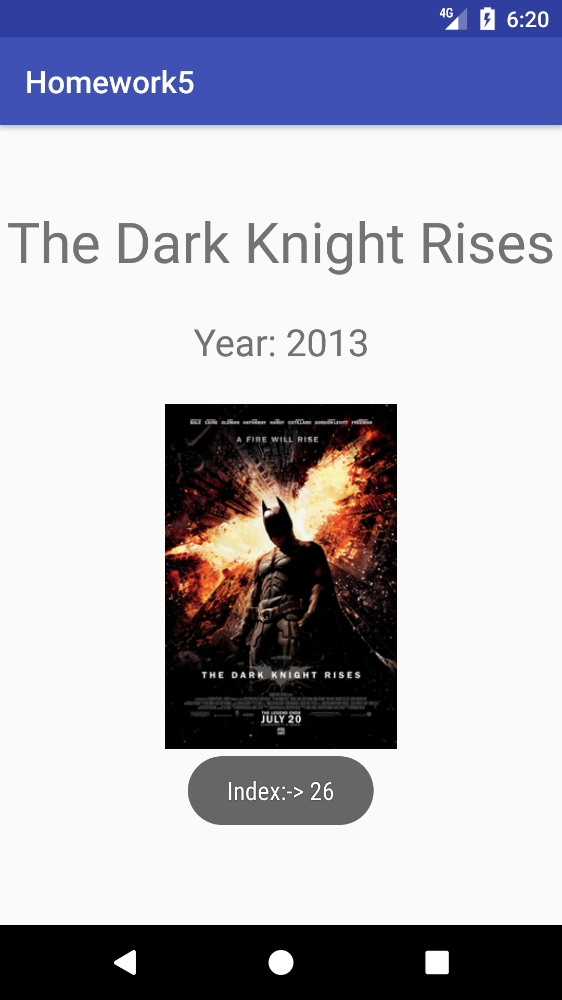 4G 6:20
Homework5
The Dark Knight Rises
Year: 2013
BALE CAINE OLDMAN HATHAWAY HARDY COTILLARD GORDON-LEVITT FREEMAN
A FIRE WILL RISE
THE DARK KNIGHT RISES
THE LEGEND ENDS
JULY 20
Index:-> 26